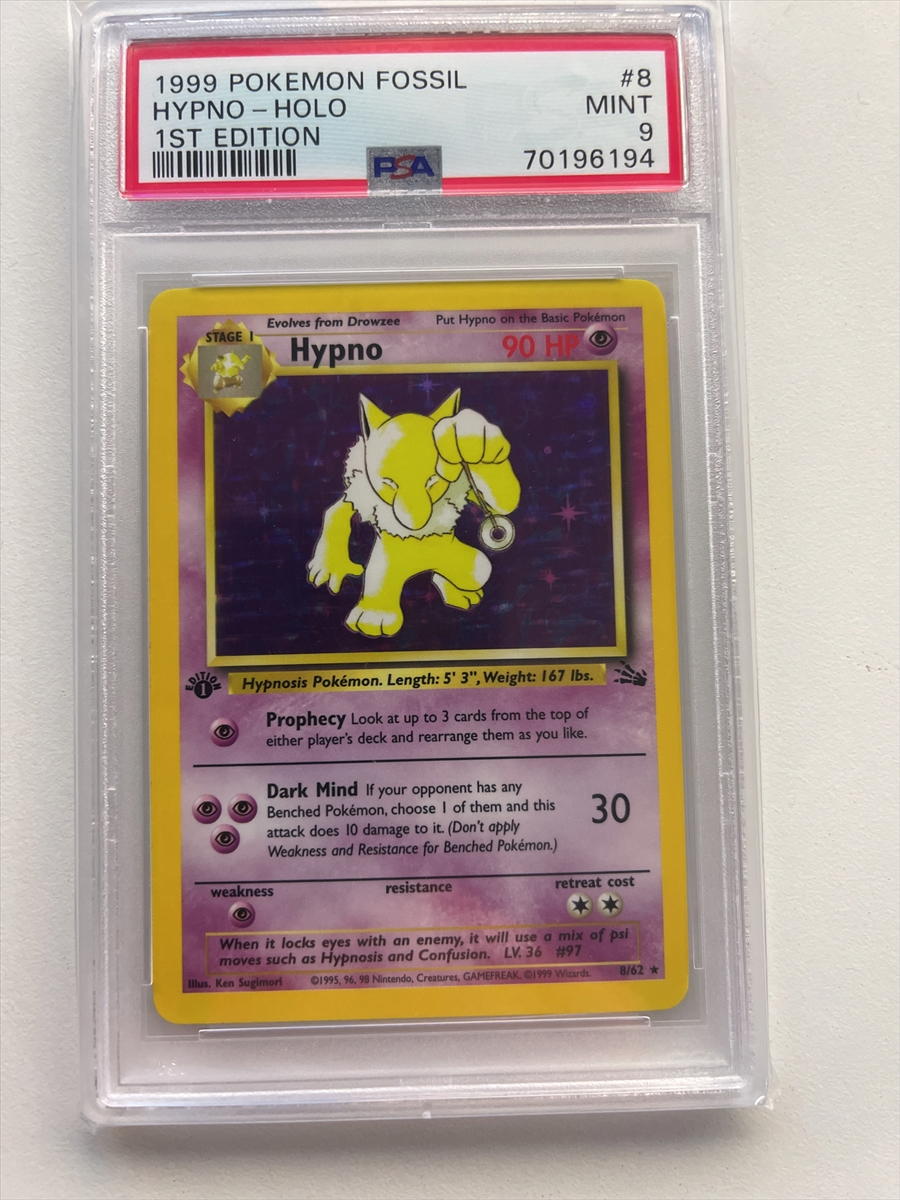 1999 POKEMON FOSSIL #8
HYPNO – HOLO MINT
1ST EDITION 9
PSA 70196194
Evolves from Drowzee Put Hypno on the Basic Pokémon
STAGE 1
Hypno 90 HP
EDITION
1
Hypnosis Pokémon. Length: 5' 3", Weight: 167 lbs.
Prophecy Look at up to 3 cards from the top of
either player's deck and rearrange them as you like.
Dark Mind If your opponent has any
Benched Pokémon, choose 1 of them and this
attack does 10 damage to it. (Don't apply
Weakness and Resistance for Benched Pokémon.)
30
weakness resistance retreat cost
When it locks eyes with an enemy, it will use a mix of psi
moves such as Hypnosis and Confusion. LV. 36 #97
Illus. Ken Sugimori ©1995, 96, 98 Nintendo, Creatures, GAMEFREAK. ©1999 Wizards. 8/62 ★